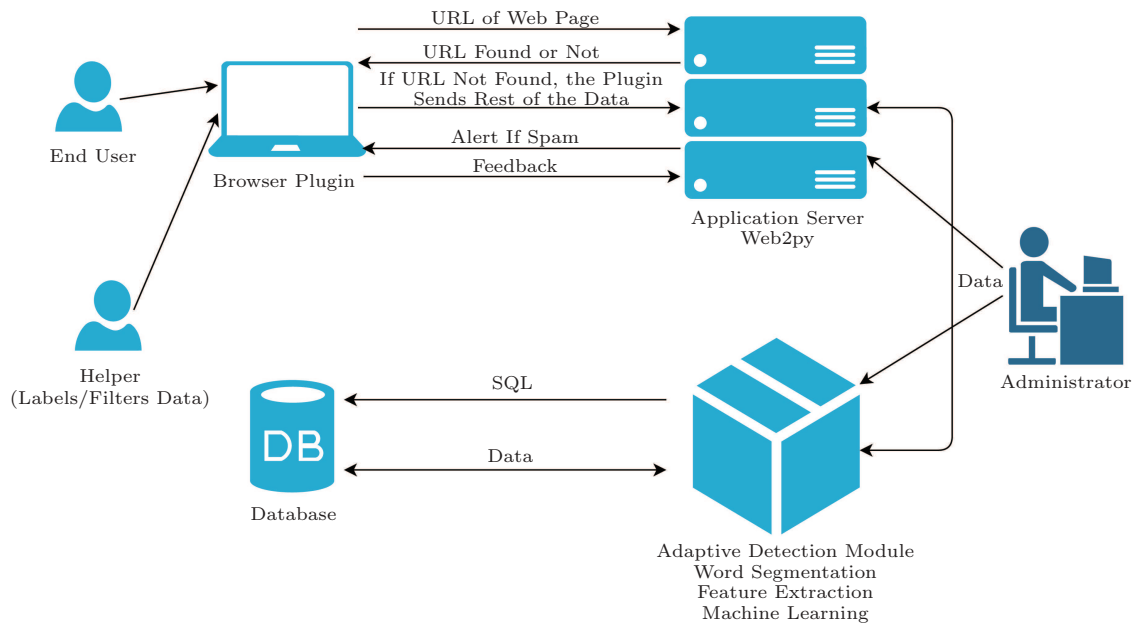 URL of Web Page
URL Found or Not
If URL Not Found, the Plugin
Sends Rest of the Data
Alert If Spam
Feedback
End User
Browser Plugin
Application Server
Web2py
Data
Administrator
Helper
(Labels/Filters Data)
SQL
DB
Data
Database
Adaptive Detection Module
Word Segmentation
Feature Extraction
Machine Learning